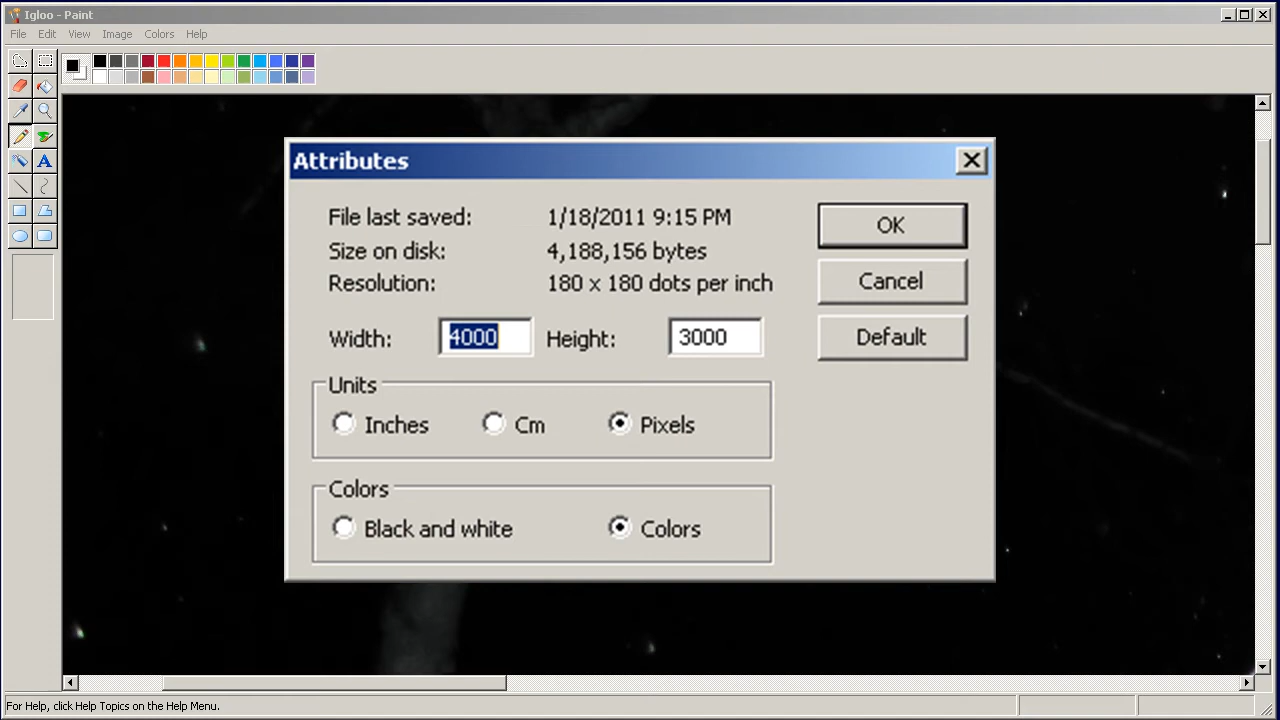 Igloo - Paint
File Edit View Image Colors Help
Attributes
File last saved: 1/18/2011 9:15 PM
Size on disk: 4,188,156 bytes
Resolution: 180 x 180 dots per inch
Width: 4000 Height: 3000
OK
Cancel
Default
Units
Inches Cm Pixels
Colors
Black and white Colors
A
For Help, click Help Topics on the Help Menu.